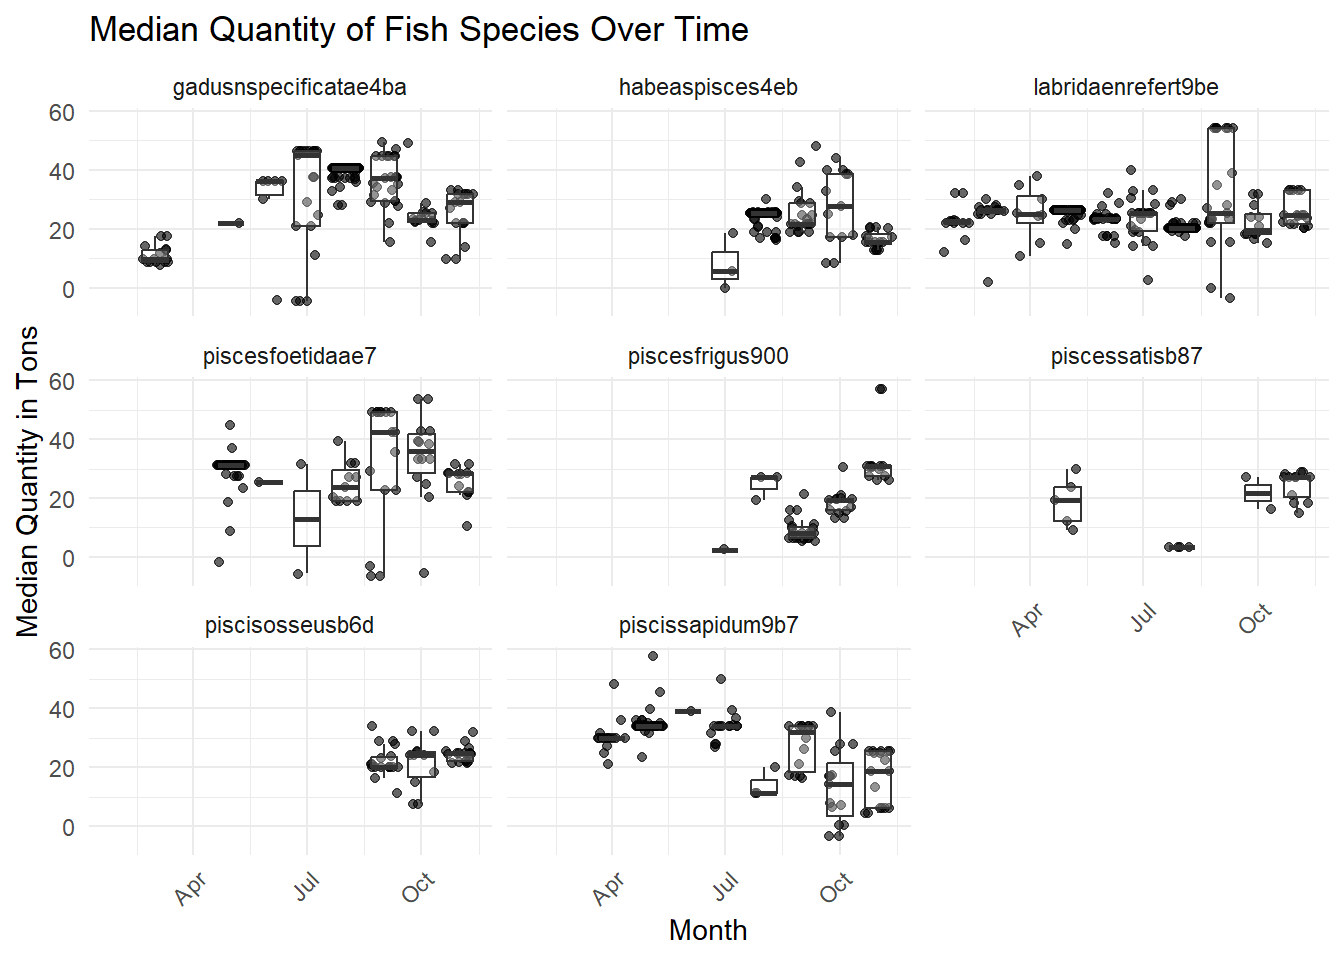 Median Quantity of Fish Species Over Time
gadusnspecificatae4ba
habeaspisces4eb
labridaenrefert9be
60
40
20
0
piscesfoetidaae7
piscesfrigus900
piscessatisb87
60
40
20
0
Apr
Jul
Oct
piscisosseusb6d
piscissapidum9b7
60
40
20
0
Apr
Jul
Oct
Apr
Jul
Oct
Month
Median Quantity in Tons